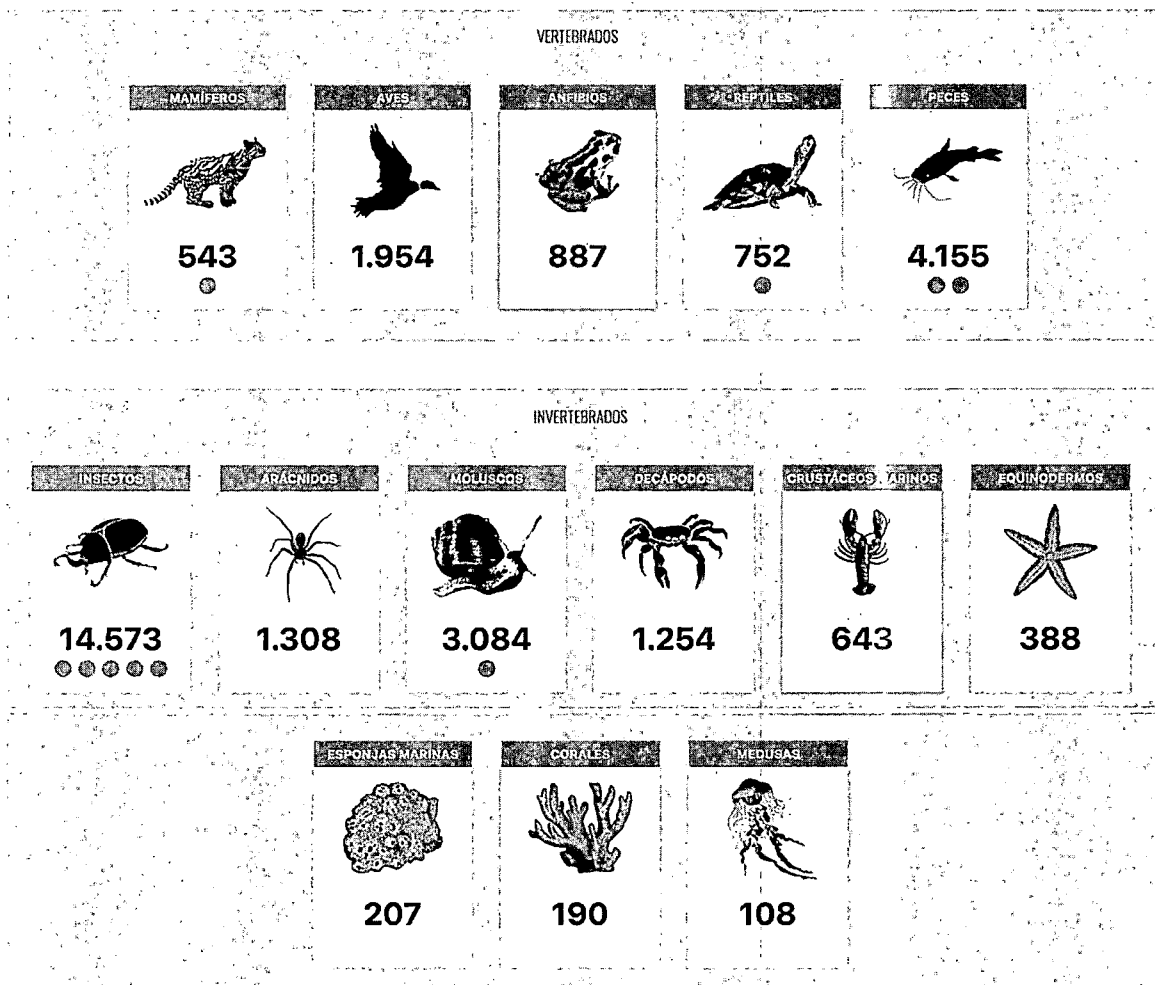 VERTEBRADOS
MAMÍFEROS AVES ANFIBIOS REPTILES PECES
543 1.954 887 752 4.155
INVERTEBRADOS
INSECTOS ARÁCNIDOS MOLUSCOS DECÁPODOS CRUSTÁCEOS MARINOS EQUINODERMOS
14.573 1.308 3.084 1.254 643 388
ESPONJAS MARINAS CORALES MEDUSAS
207 190 108